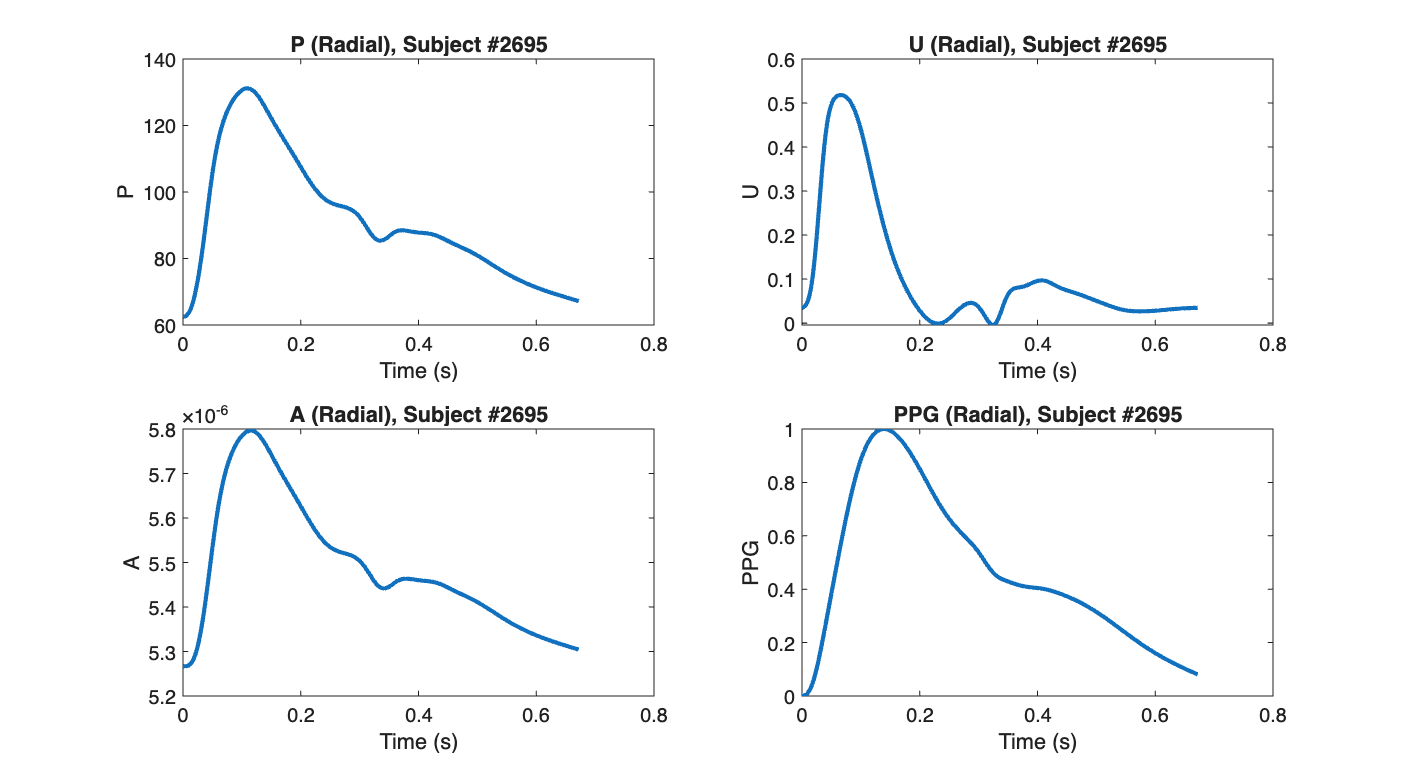 P (Radial), Subject #2695
140
120
100
80
60
P
0 0.2 0.4 0.6 0.8
Time (s)
U (Radial), Subject #2695
0.6
0.5
0.4
0.3
0.2
0.1
0
U
0 0.2 0.4 0.6 0.8
Time (s)
×10-6
A (Radial), Subject #2695
5.8
5.7
5.6
5.5
5.4
5.3
5.2
A
0 0.2 0.4 0.6 0.8
Time (s)
PPG (Radial), Subject #2695
1
0.8
0.6
0.4
0.2
0
PPG
0 0.2 0.4 0.6 0.8
Time (s)